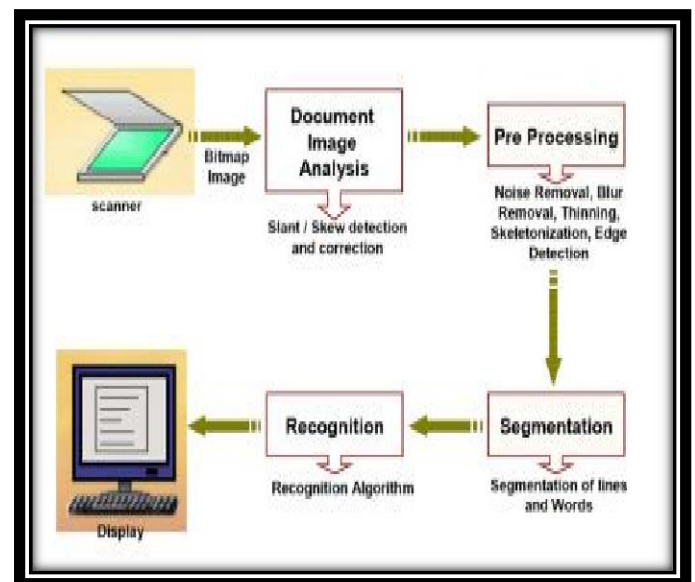 scanner
Bitmap
Image
Document
Image
Analysis
Slant / Skew detection
and correction
Pre Processing
Noise Removal, Blur
Removal, Thinning,
Skeletonization, Edge
Detection
Segmentation
Segmentation of lines
and Words
Recognition
Recognition Algorithm
Display